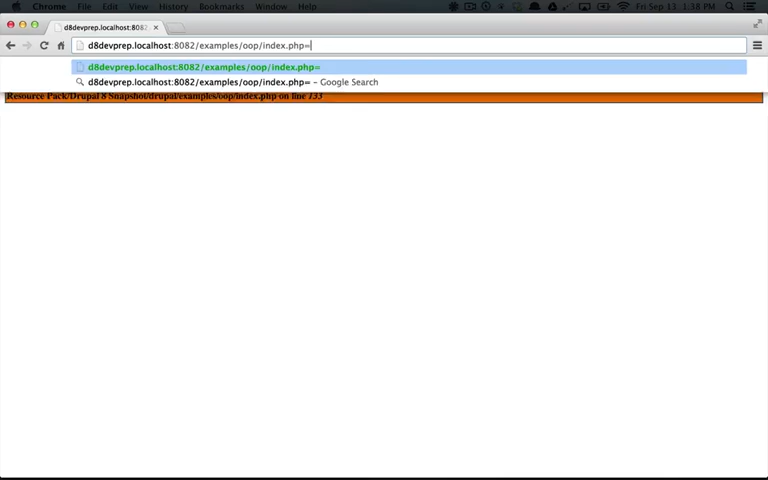 Chrome File Edit View History Bookmarks Window Help Fri Sep 13 1:38 PM
d8devprep.localhost:8082/
d8devprep.localhost:8082/examples/oop/index.php=
d8devprep.localhost:8082/examples/oop/index.php=
d8devprep.localhost:8082/examples/oop/index.php= – Google Search
Resource Pack/Drupal 8 Snapshot/drupal/examples/oop/index.php on line 733